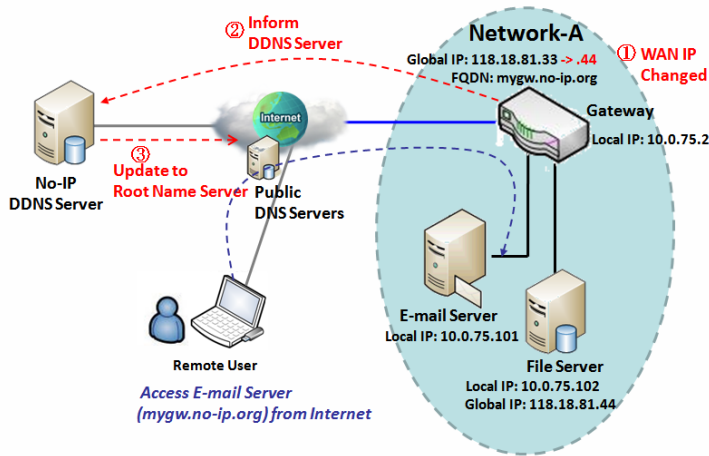 ② Inform
DDNS Server
Network-A
Global IP: 118.18.81.33 -> .44
FQDN: mygw.no-ip.org
① WAN IP
Changed
Gateway
Local IP: 10.0.75.2
Internet
③
Update to
Root Name Server
No-IP
DDNS Server
Public
DNS Servers
E-mail Server
Local IP: 10.0.75.101
File Server
Local IP: 10.0.75.102
Global IP: 118.18.81.44
Remote User
Access E-mail Server
(mygw.no-ip.org) from Internet